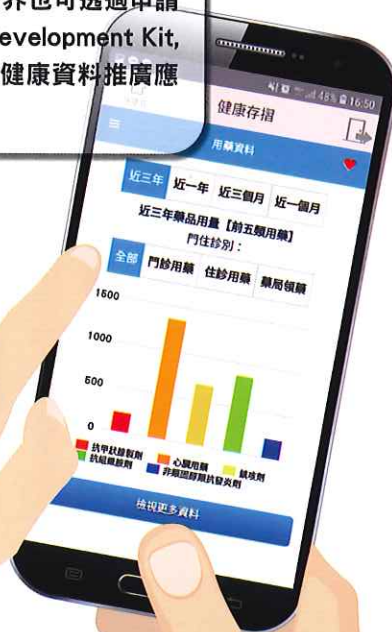 界也可透過申請
Development Kit,
健康資料推廣應
48% 16:50
健康存摺
用藥資料
近三年 近一年 近三個月 近一個月
近三年藥品用量【前五類用藥】
門住診別：
全部 門診用藥 住診用藥 藥局領藥
1500
1000
500
0
抗甲狀腺製劑 心臟用藥 鎮咳劑
抗組織胺劑 非類固醇類抗發炎劑
檢視更多資料